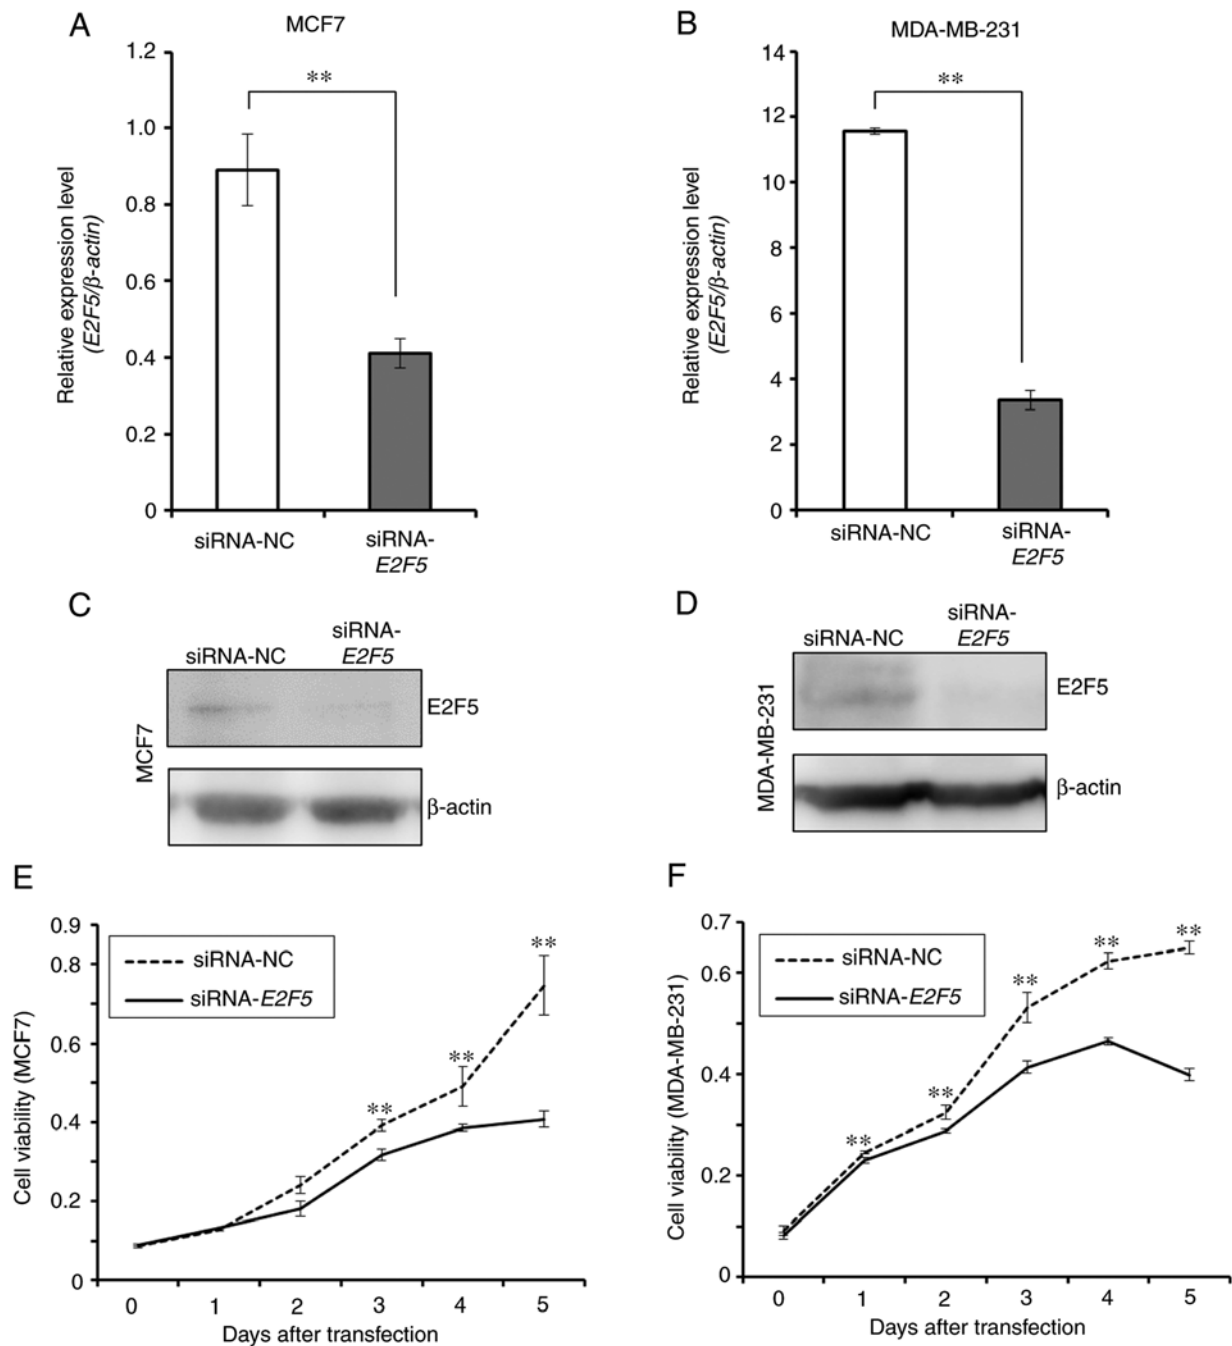 A
MCF7
1.2
1.0
0.8
0.6
0.4
0.2
0
Relative expression level
(E2F5/β-actin)
**
siRNA-NC
siRNA-
E2F5
B
MDA-MB-231
14
12
10
8
6
4
2
0
Relative expression level
(E2F5/β-actin)
**
siRNA-NC
siRNA-
E2F5
C
siRNA-NC
siRNA-
E2F5
MCF7
E2F5
β-actin
D
siRNA-NC
siRNA-
E2F5
MDA-MB-231
E2F5
β-actin
E
0.9
0.8
0.6
0.4
0.2
0
Cell viability (MCF7)
siRNA-NC
siRNA-E2F5
**
**
**
0 1 2 3 4 5
Days after transfection
F
0.7
0.6
0.4
0.2
0
Cell viability (MDA-MB-231)
siRNA-NC
siRNA-E2F5
**
**
**
**
**
0 1 2 3 4 5
Days after transfection